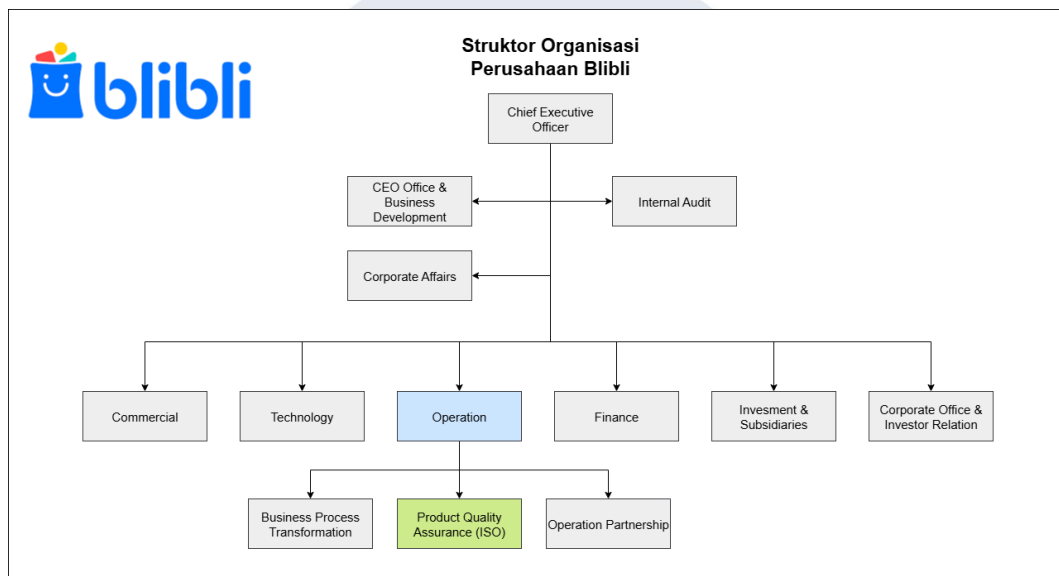 blibli
Struktor Organisasi
Perusahaan Blibli
Chief Executive
Officer
CEO Office &
Business
Development
Internal Audit
Corporate Affairs
Commercial
Technology
Operation
Finance
Invesment &
Subsidiaries
Corporate Office &
Investor Relation
Business Process
Transformation
Product Quality
Assurance (ISO)
Operation Partnership